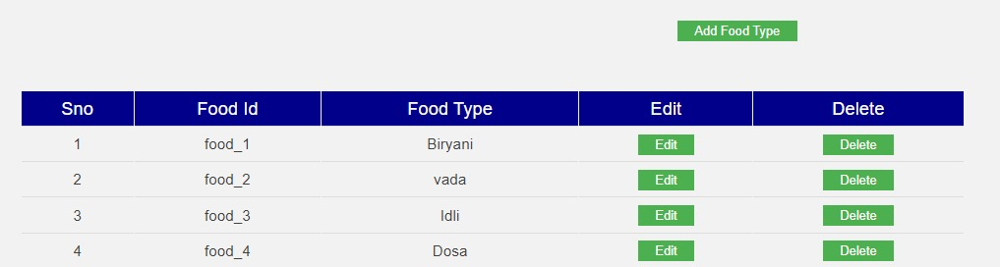 Add Food Type
Sno Food Id Food Type Edit Delete
1 food_1 Biryani Edit Delete
2 food_2 vada Edit Delete
3 food_3 Idli Edit Delete
4 food_4 Dosa Edit Delete